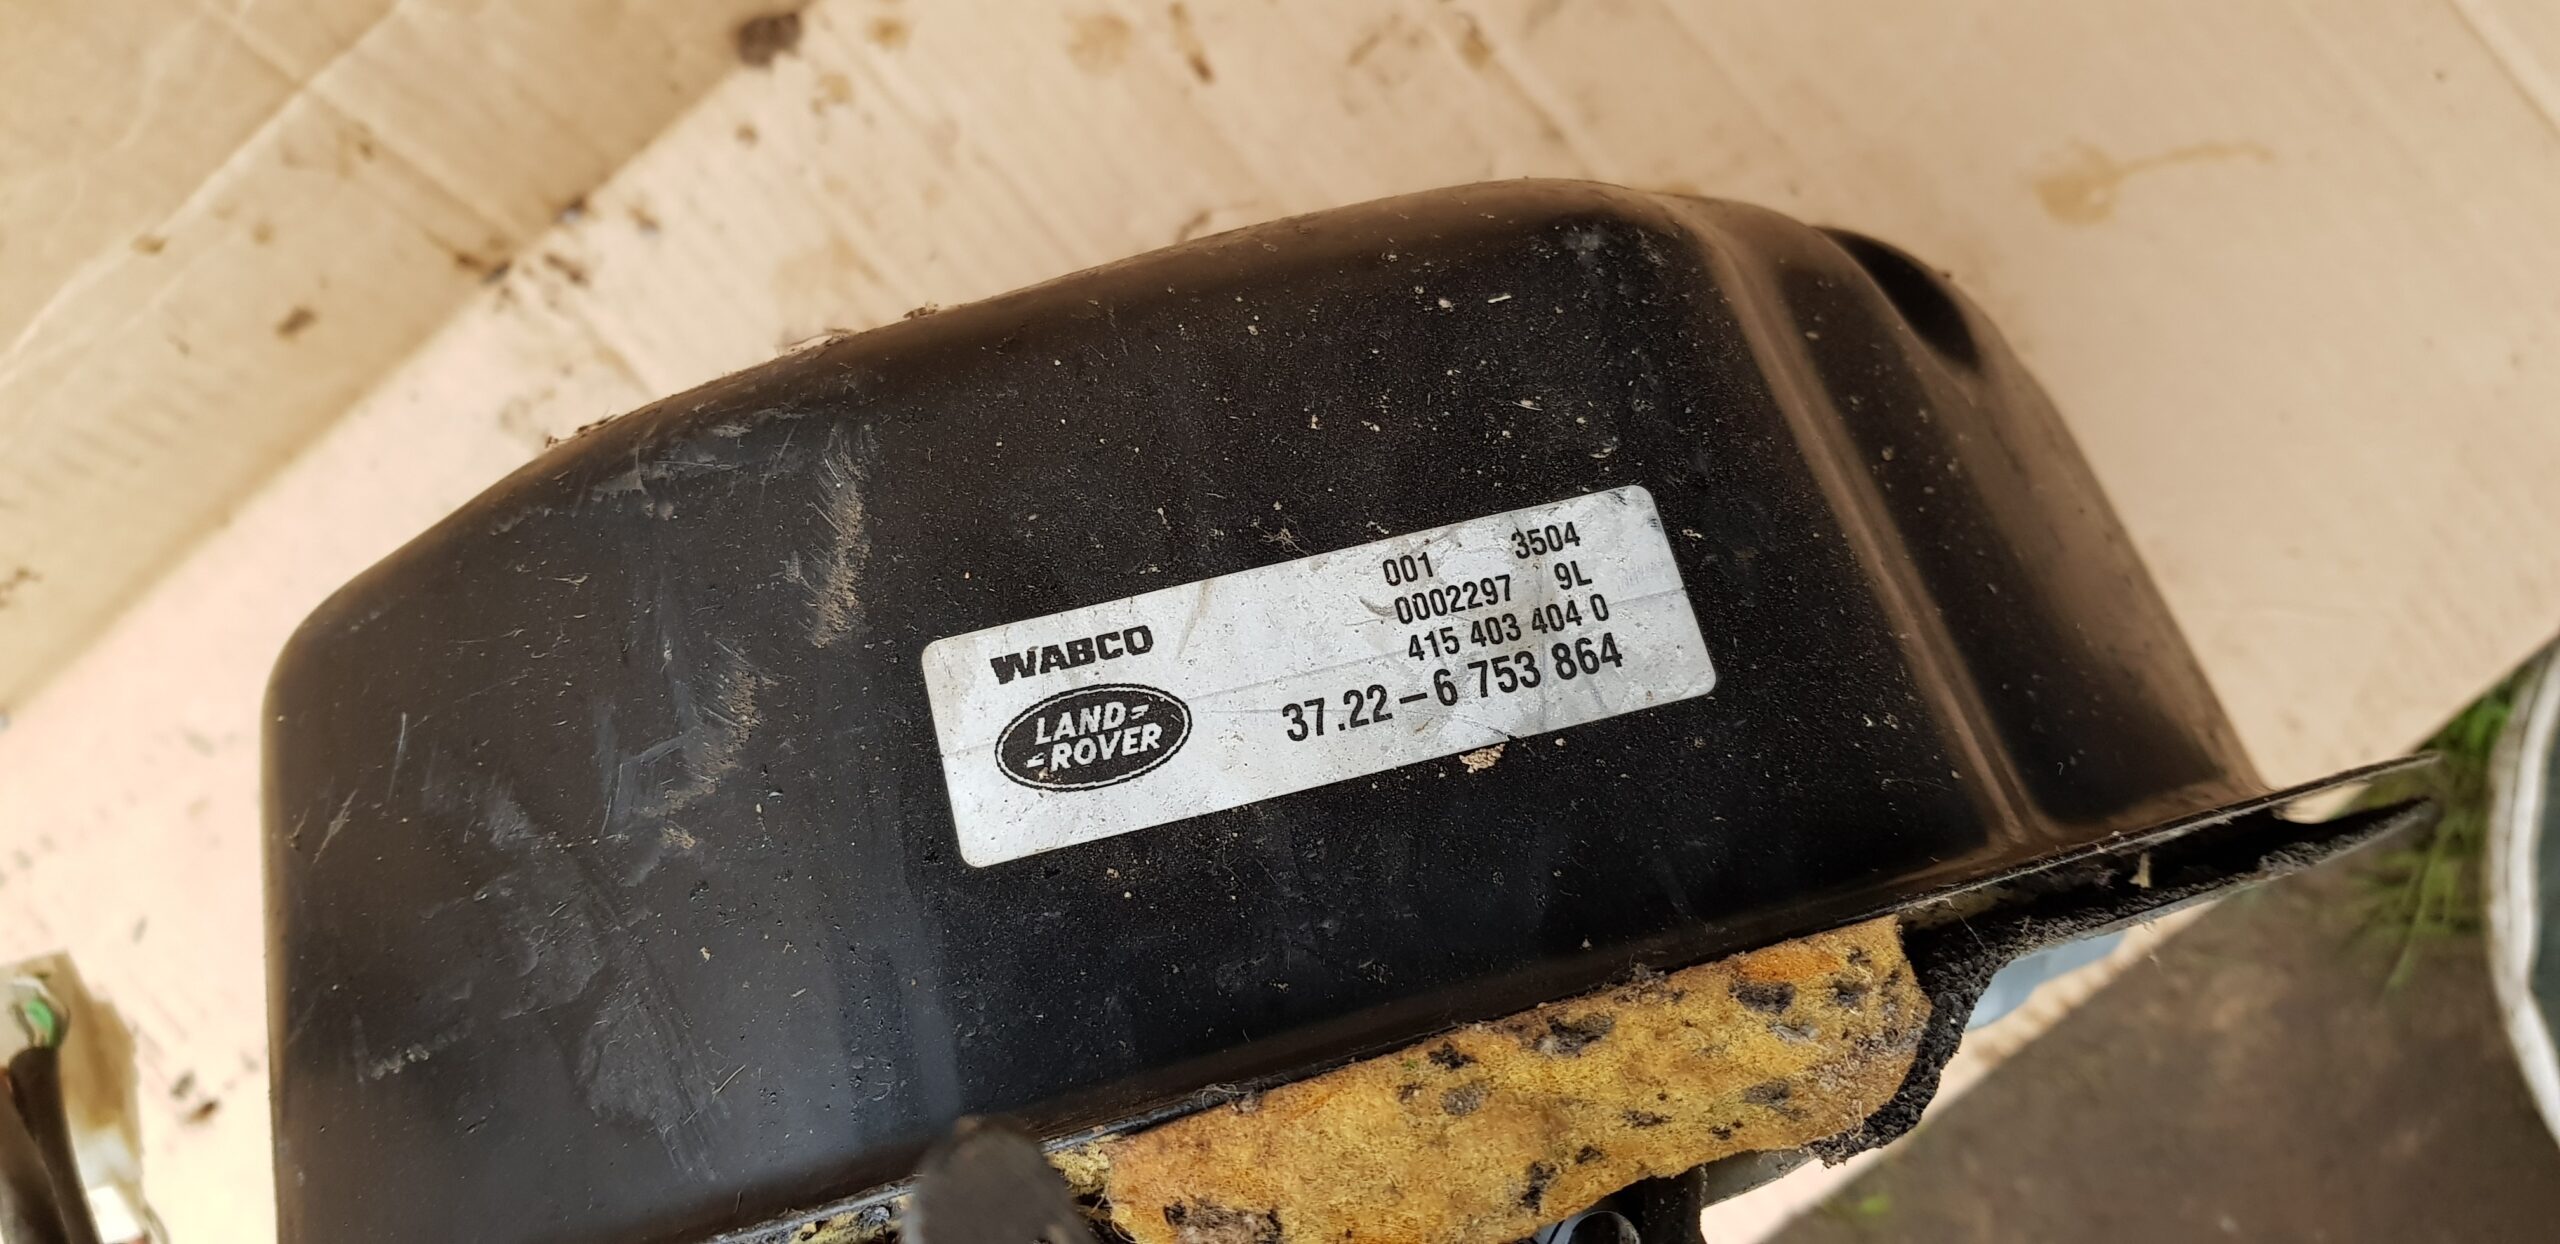 001 3504
0002297 9L
415 403 404 0
37.22-6 753 864
WABCO
LAND-
-ROVER